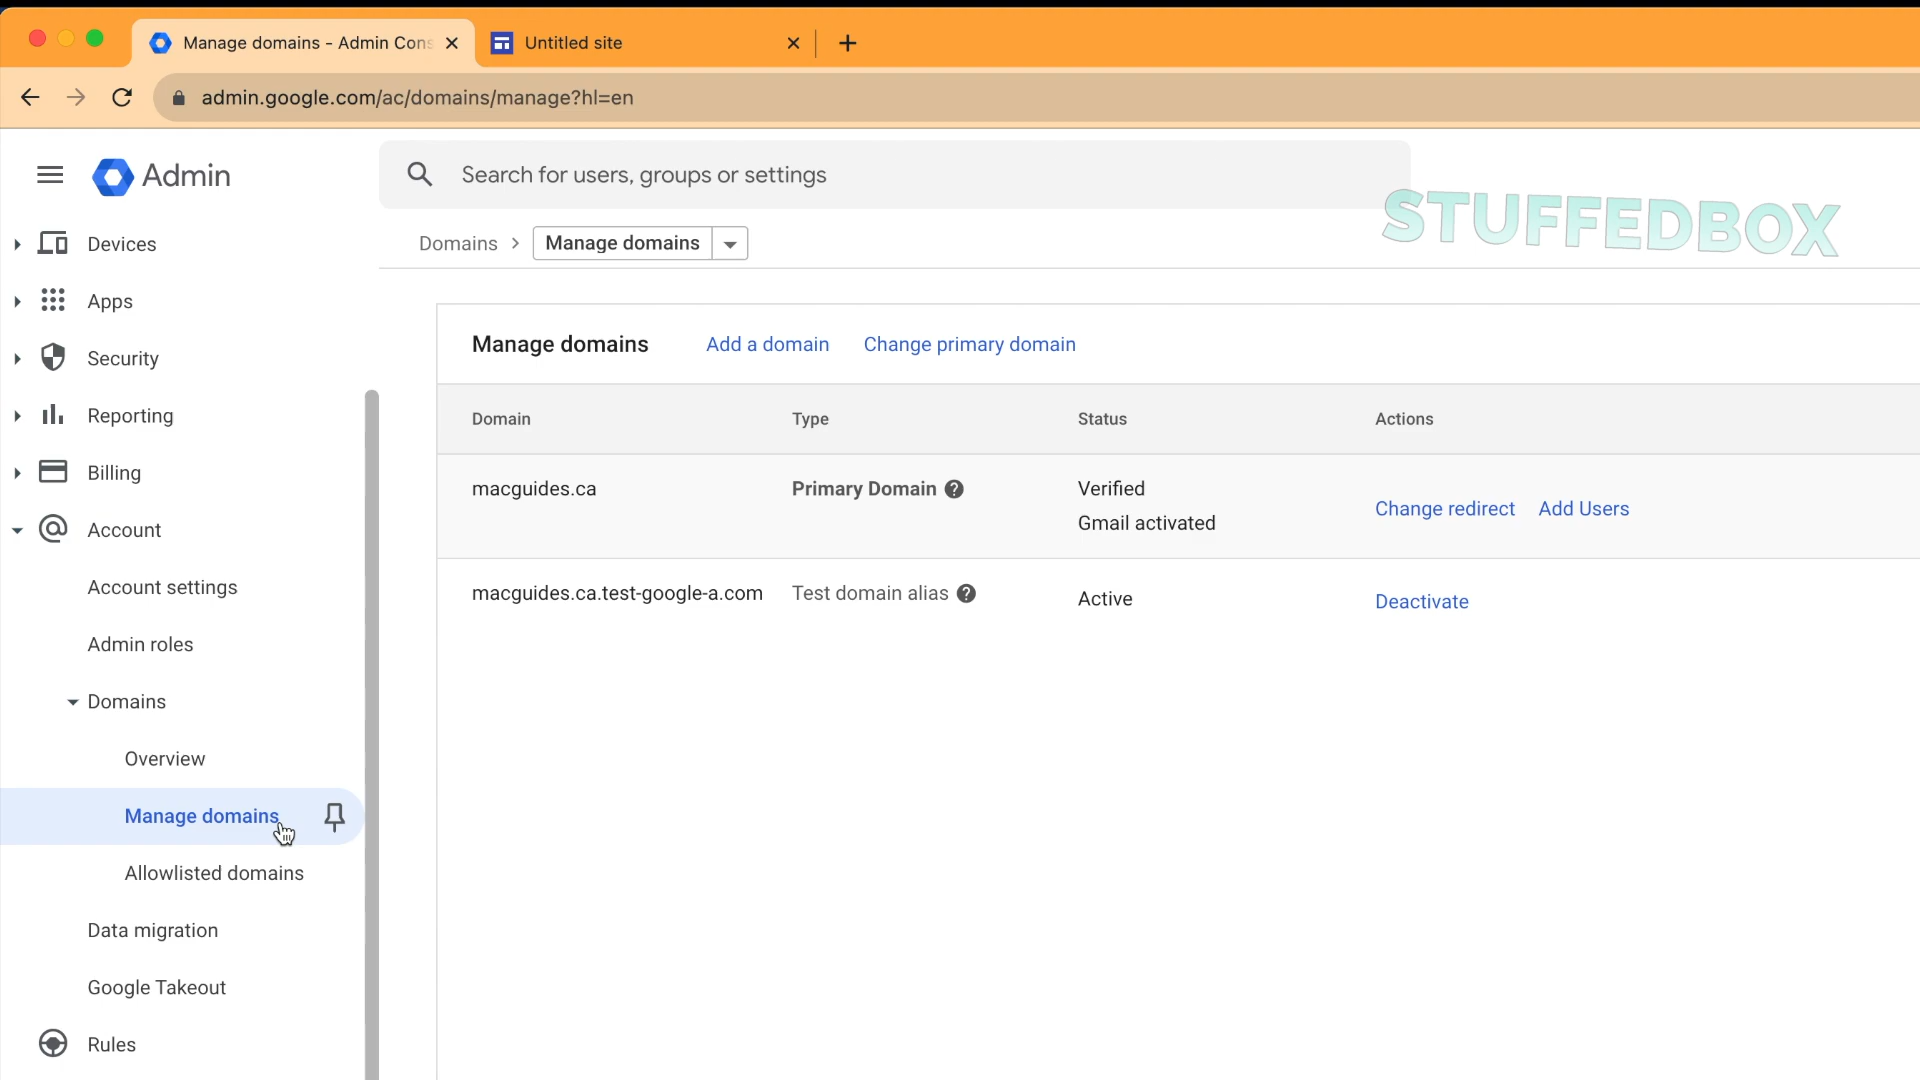 Manage domains - Admin Cons
Untitled site
admin.google.com/ac/domains/manage?hl=en
Admin
Search for users, groups or settings
STUFFEDBOX
Devices
Apps
Security
Reporting
Billing
Account
Account settings
Admin roles
Domains
Overview
Manage domains
Allowlisted domains
Data migration
Google Takeout
Rules
Domains > Manage domains
Manage domains Add a domain Change primary domain
Domain Type Status Actions
macguides.ca Primary Domain Verified
Gmail activated
Change redirect Add Users
macguides.ca.test-google-a.com Test domain alias Active Deactivate